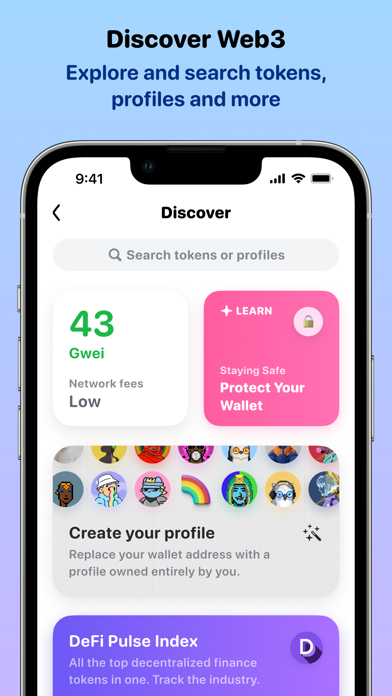 Discover Web3
Explore and search tokens,
profiles and more
9:41
Discover
Search tokens or profiles
43
Gwei
Network fees
Low
LEARN
Staying Safe
Protect Your
Wallet
Create your profile
Replace your wallet address with a
profile owned entirely by you.
DeFi Pulse Index
All the top decentralized finance
tokens in one. Track the industry.
D